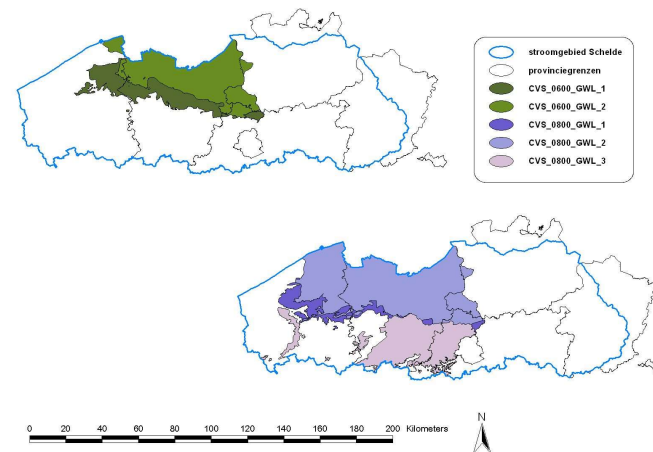 stroomgebied Schelde
provinciegrenzen
CVS_0600_GWL_1
CVS_0600_GWL_2
CVS_0800_GWL_1
CVS_0800_GWL_2
CVS_0800_GWL_3
0 20 40 60 80 100 120 140 160 180 200 Kilometers
N